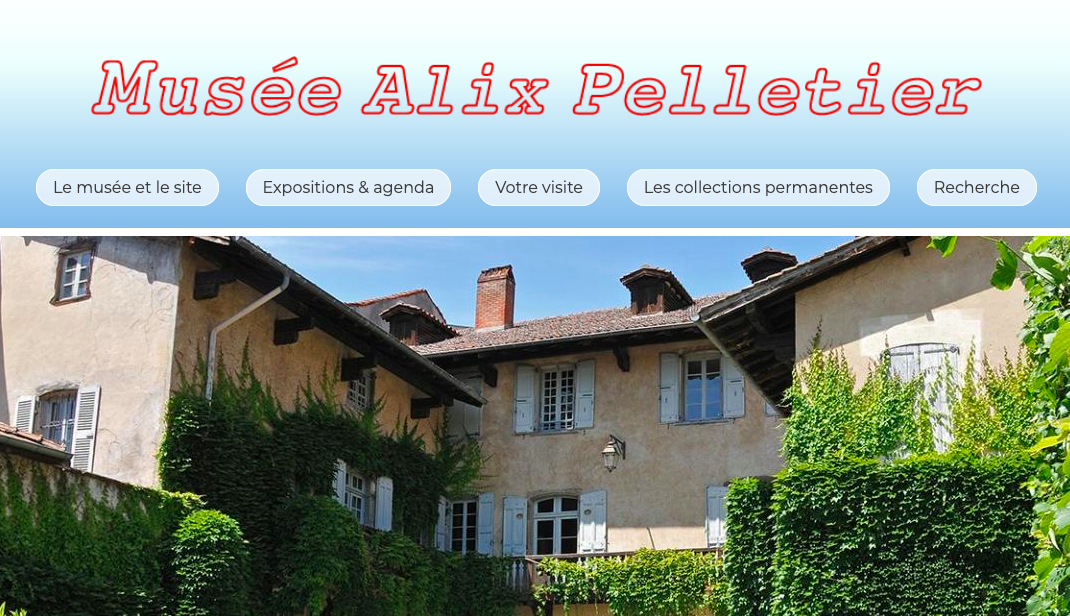 Musée Alix Pelletier
Le musée et le site
Expositions & agenda
Votre visite
Les collections permanentes
Recherche